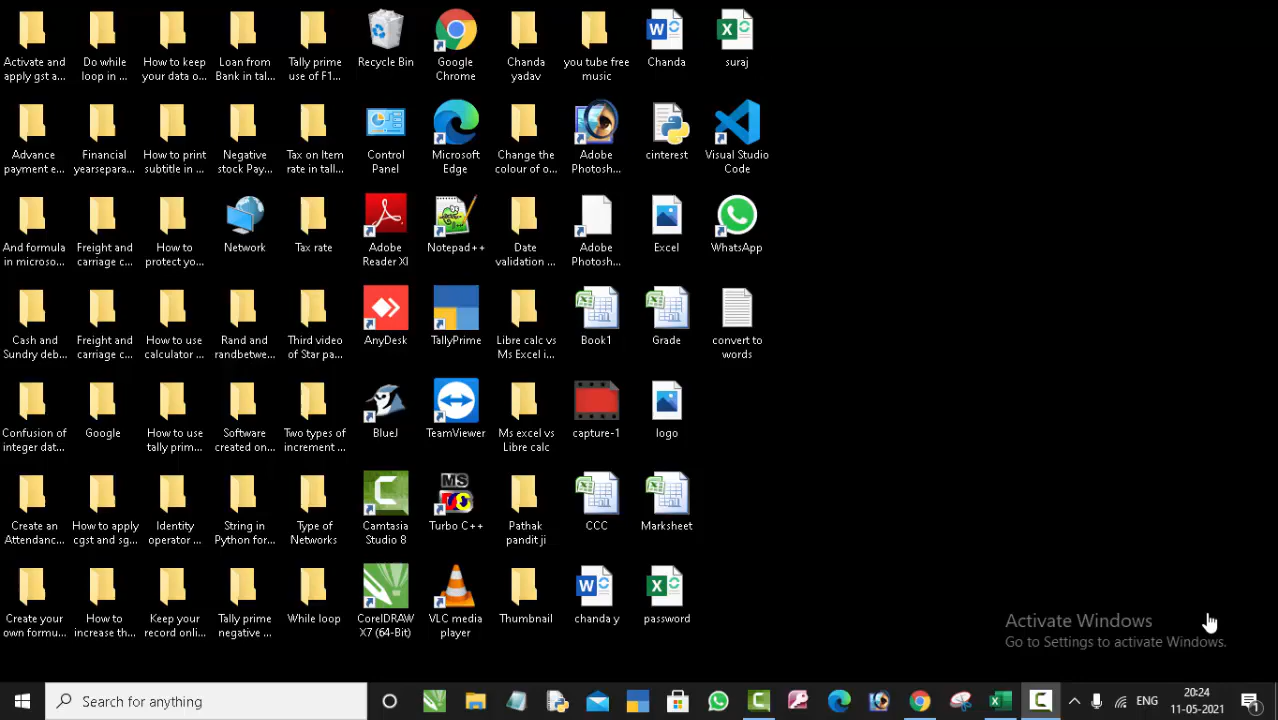 Activate and
apply gst a...
Do while
loop in ...
How to keep
your data o...
Loan from
Bank in tal...
Tally prime
use of F1...
Recycle Bin
Google
Chrome
Chanda
yadav
you tube free
music
Chanda
suraj
Advance
payment e...
Financial
yearsepara...
How to print
subtitle in ...
Negative
stock Pay...
Tax on Item
rate in tall...
Control
Panel
Microsoft
Edge
Change the
colour of o...
Adobe
Photosh...
cinterest
Visual Studio
Code
And formula
in microso...
Freight and
carriage c...
How to
protect yo...
Network
Tax rate
Adobe
Reader XI
Notepad++
Date
validation ...
Adobe
Photosh...
Excel
WhatsApp
Cash and
Sundry deb...
Freight and
carriage c...
How to use
calculator ...
Rand and
randbetwe...
Third video
of Star pa...
AnyDesk
TallyPrime
Libre calc vs
Ms Excel i...
Book1
Grade
convert to
words
Confusion of
integer dat...
Google
How to use
tally prim...
Software
created on...
Two types of
increment ...
BlueJ
TeamViewer
Ms excel vs
Libre calc
capture-1
logo
Create an
Attendanc...
How to apply
cgst and sg...
Identity
operator ...
String in
Python for...
Type of
Networks
Camtasia
Studio 8
MS
Turbo C++
Pathak
pandit ji
CCC
Marksheet
Create your
own formu...
How to
increase th...
Keep your
record onli...
Tally prime
negative ...
While loop
CorelDRAW
X7 (64-Bit)
VLC media
player
Thumbnail
chanda y
password
Activate Windows
Go to Settings to activate Windows.
Search for anything
ENG
20:24
11-05-2021
1